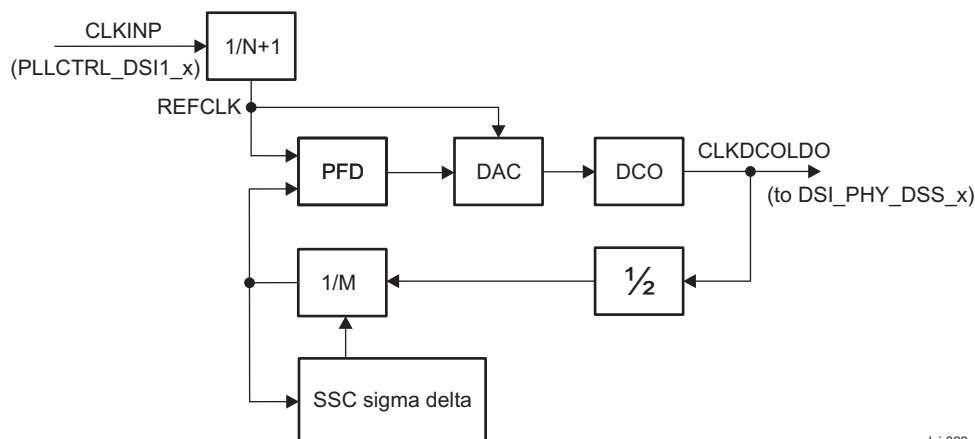 CLKINP
1/N+1
(PLLCTRL_DSI1_x)
REFCLK
PFD
DAC
DCO
CLKDCOLDO
(to DSI_PHY_DSS_x)
1/M
½
SSC sigma delta